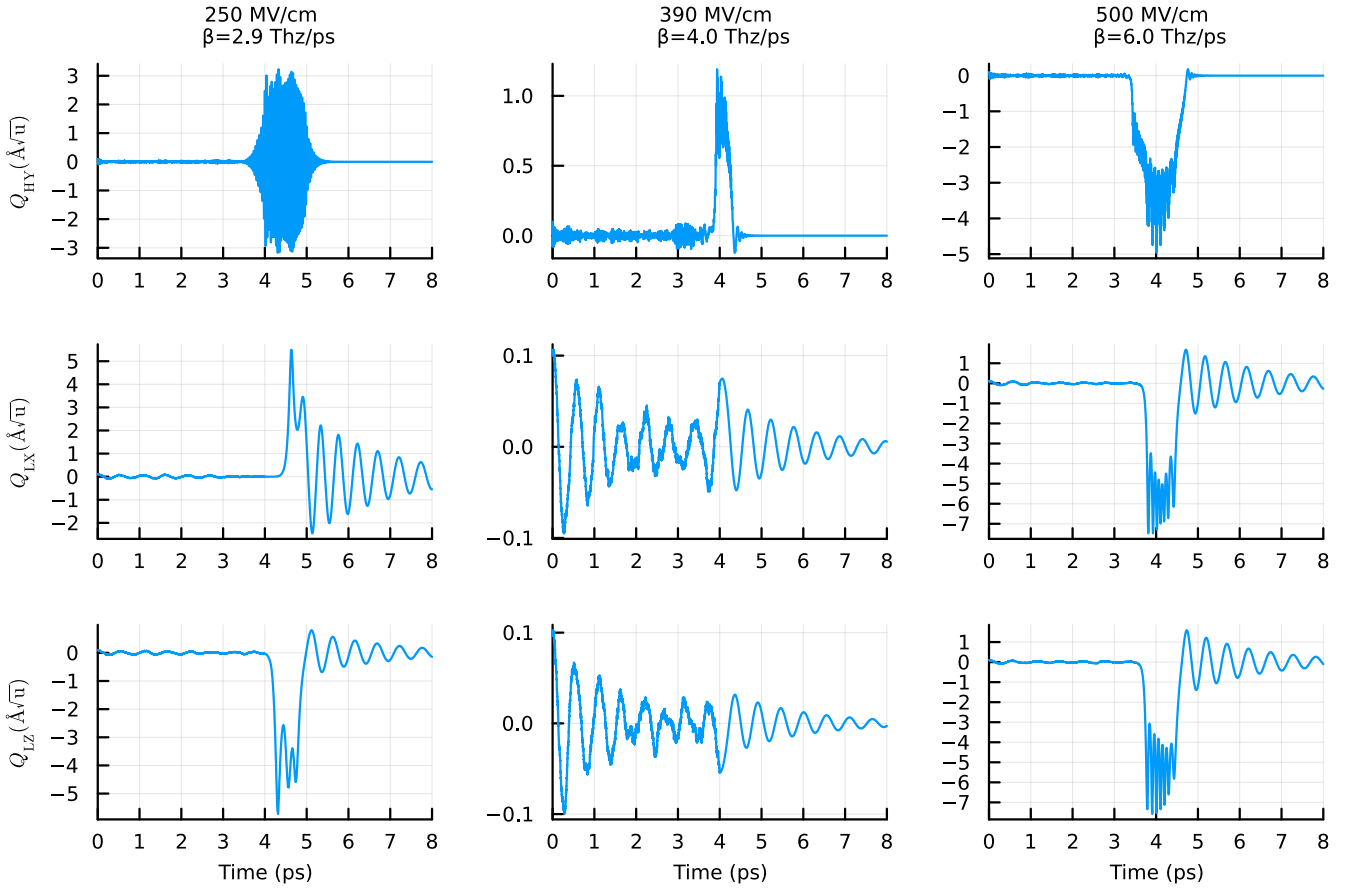 250 MV/cm
β=2.9 Thz/ps
390 MV/cm
β=4.0 Thz/ps
500 MV/cm
β=6.0 Thz/ps
Q_HY(Å√u)
3
2
1
0
−1
−2
−3
0 1 2 3 4 5 6 7 8
1.0
0.5
0.0
0 1 2 3 4 5 6 7 8
0
−1
−2
−3
−4
−5
0 1 2 3 4 5 6 7 8
Q_LX(Å√u)
5
4
3
2
1
0
−1
−2
0 1 2 3 4 5 6 7 8
0.1
0.0
−0.1
0 1 2 3 4 5 6 7 8
1
0
−1
−2
−3
−4
−5
−6
−7
0 1 2 3 4 5 6 7 8
Q_LZ(Å√u)
0
−1
−2
−3
−4
−5
0 1 2 3 4 5 6 7 8
Time (ps)
0.1
0.0
−0.1
0 1 2 3 4 5 6 7 8
Time (ps)
1
0
−1
−2
−3
−4
−5
−6
−7
0 1 2 3 4 5 6 7 8
Time (ps)